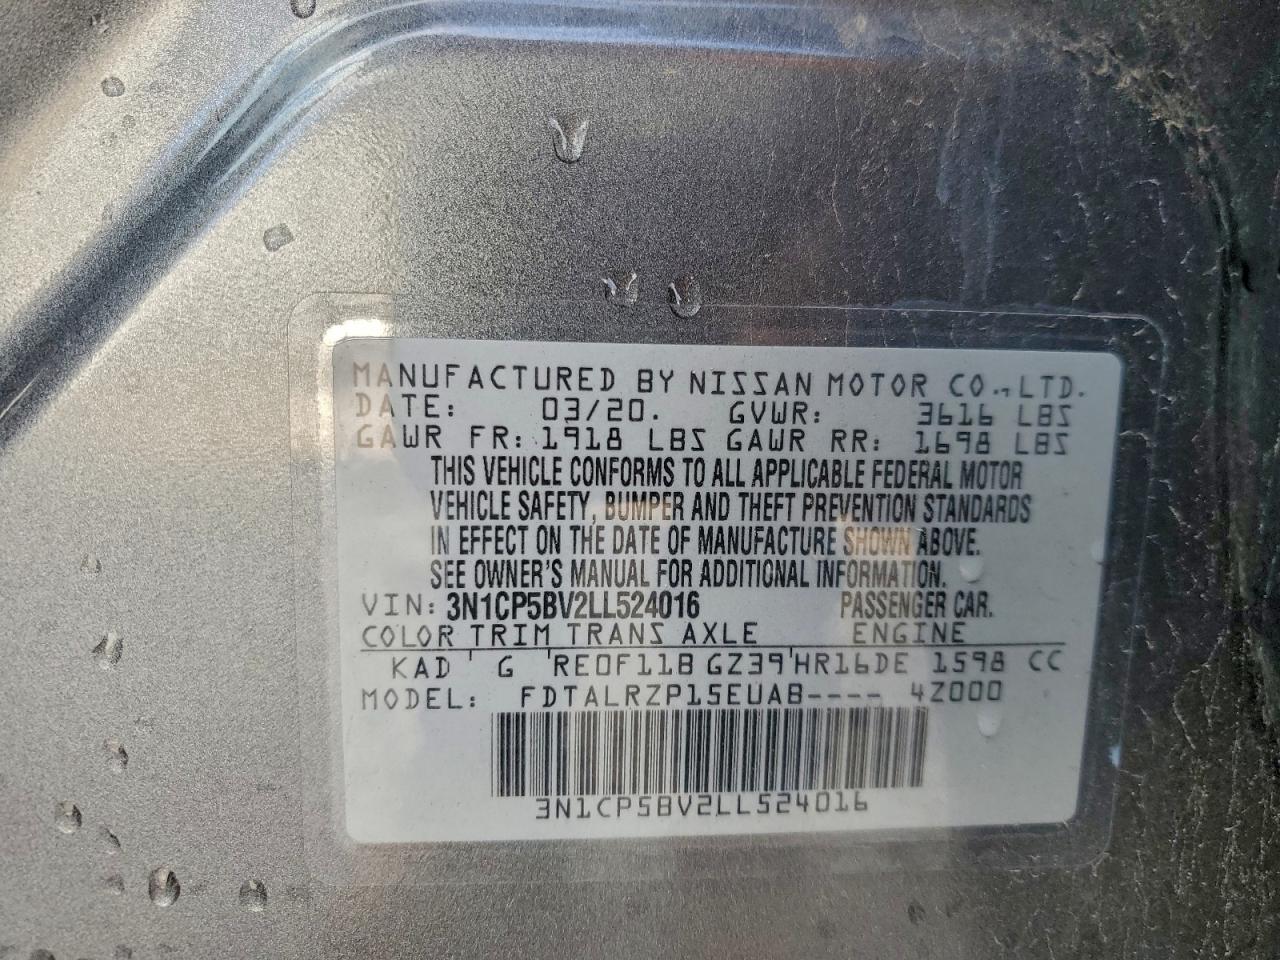 MANUFACTURED BY NISSAN MOTOR CO., LTD.
DATE: 03/20. GVWR: 3616 LBS
GAWR FR: 1918 LBS GAWR RR: 1698 LBS
THIS VEHICLE CONFORMS TO ALL APPLICABLE FEDERAL MOTOR
VEHICLE SAFETY, BUMPER AND THEFT PREVENTION STANDARDS
IN EFFECT ON THE DATE OF MANUFACTURE SHOWN ABOVE.
SEE OWNER'S MANUAL FOR ADDITIONAL INFORMATION.
VIN: 3N1CP5BV2LL524016 PASSENGER CAR.
COLOR TRIM TRANS AXLE ENGINE
KAD ' G 'RE0F11B GZ39'HR16DE 1598 CC
MODEL: FDTALRZP15EUAB---- 4Z000
3N1CP5BV2LL524016